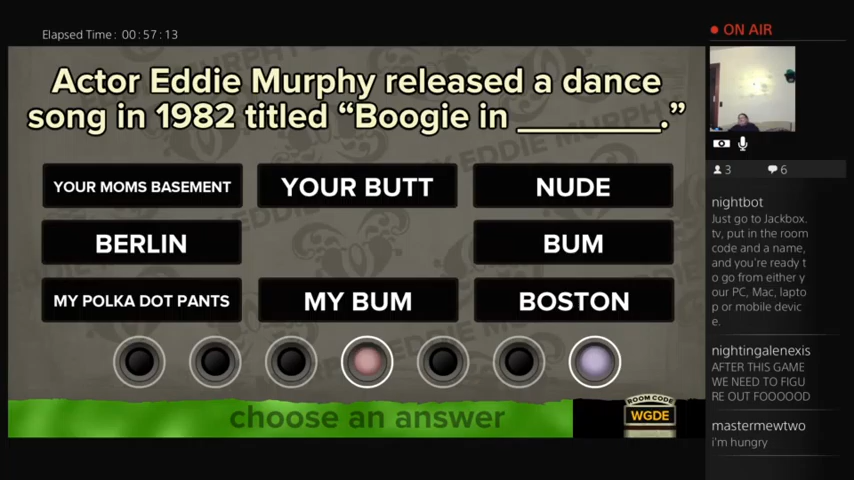 Elapsed Time : 00:57:13
ON AIR
Actor Eddie Murphy released a dance
song in 1982 titled “Boogie in _______.”
YOUR MOMS BASEMENT
YOUR BUTT
NUDE
BERLIN
BUM
MY POLKA DOT PANTS
MY BUM
BOSTON
choose an answer
ROOM CODE
WGDE
3
6
nightbot
Just go to Jackbox.
tv, put in the room
code and a name,
and you're ready t
o go from either y
our PC, Mac, lapto
p or mobile devic
e.
nightingalenexis
AFTER THIS GAME
WE NEED TO FIGU
RE OUT FOOOOOD
mastermewtwo
i'm hungry